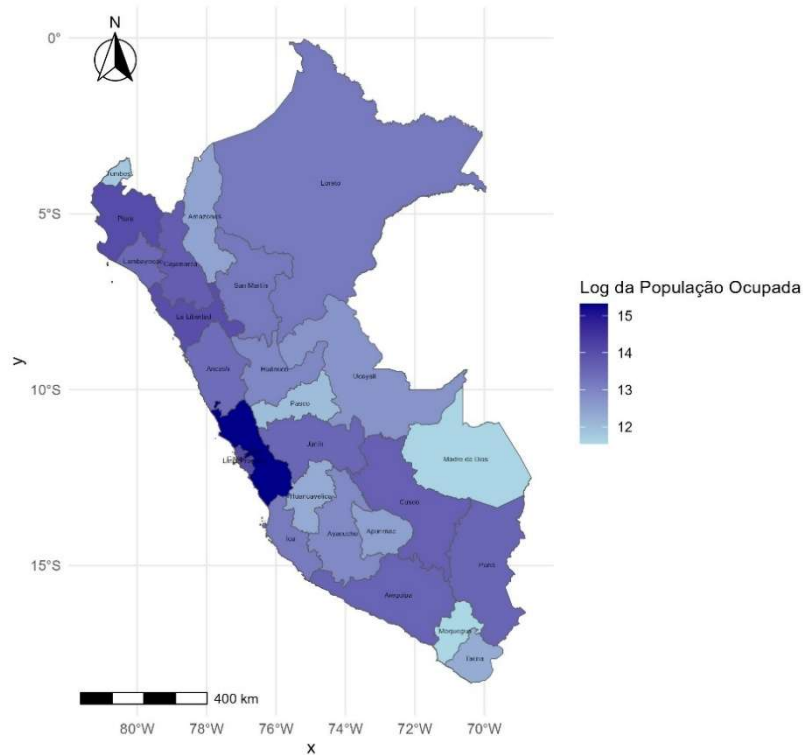 N
0°
Tumbes
Loreto
Amazonas
Piura
5°S
Lambayeque
Cajamarca
San Martin
La Libertad
Ancash
Huánuco
Ucayali
10°S
Pasco
Junín
Madre de Dios
Cusco
Huancavelica
Ayacucho
Apurímac
Ica
Puno
15°S
Arequipa
Moquegua
Tacna
400 km
80°W
78°W
76°W
74°W
72°W
70°W
x
y
Log da População Ocupada
15
14
13
12